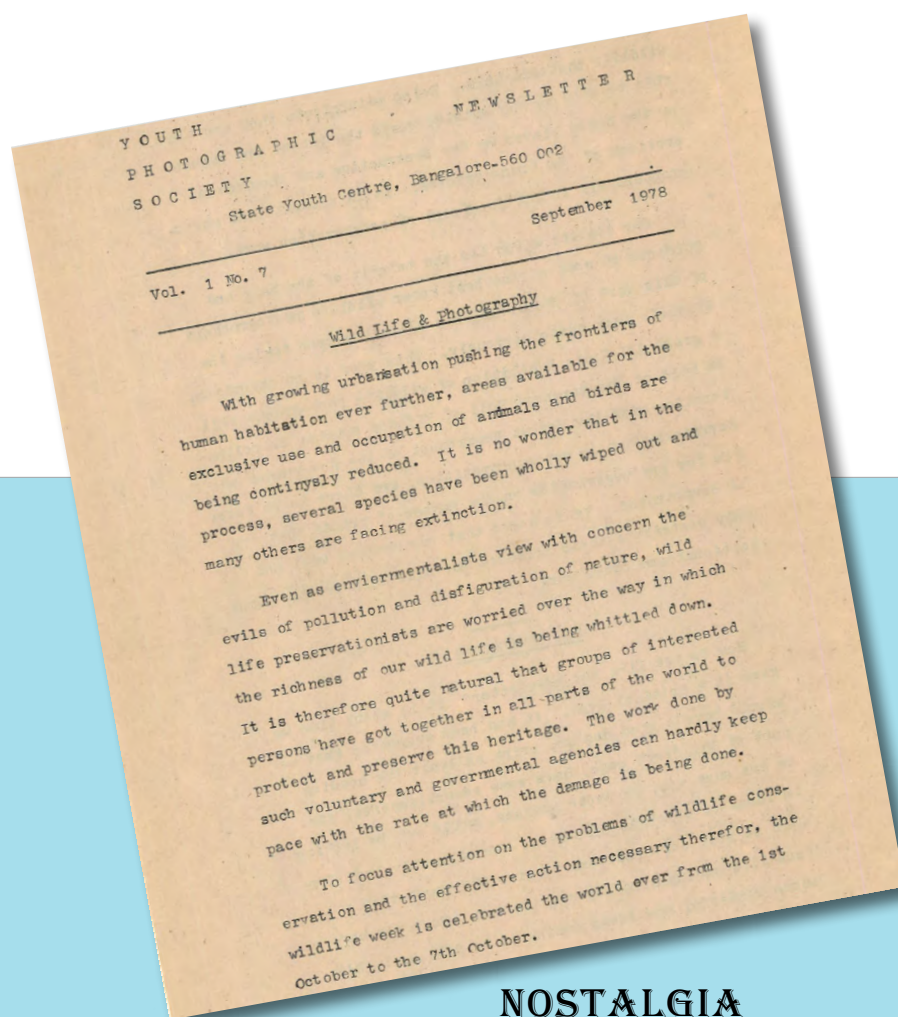 YOUTH
PHOTOGRAPHIC NEWSLETTER
SOCIETY
State Youth Centre, Bangalore-560 002
September 1978
Vol. 1 No. 7
Wild Life & Photography
With growing urbanisation pushing the frontiers of
human habitation ever further, areas available for the
exclusive use and occupation of animals and birds are
being continysly reduced. It is no wonder that in the
process, several species have been wholly wiped out and
many others are facing extinction.
Even as enviernmentalists view with concern the
evils of pollution and disfiguration of nature, wild
life preservationists are worried over the way in which
the richness of our wild life is being whittled down.
It is therefore quite natural that groups of interested
persons have got together in all parts of the world to
protect and preserve this heritage. The work done by
such voluntary and governmental agencies can hardly keep
pace with the rate at which the damage is being done.
To focus attention on the problems of wildlife cons-
ervation and the effective action necessary therefor, the
wildlife week is celebrated the world over from the 1st
October to the 7th October.
NOSTALGIA